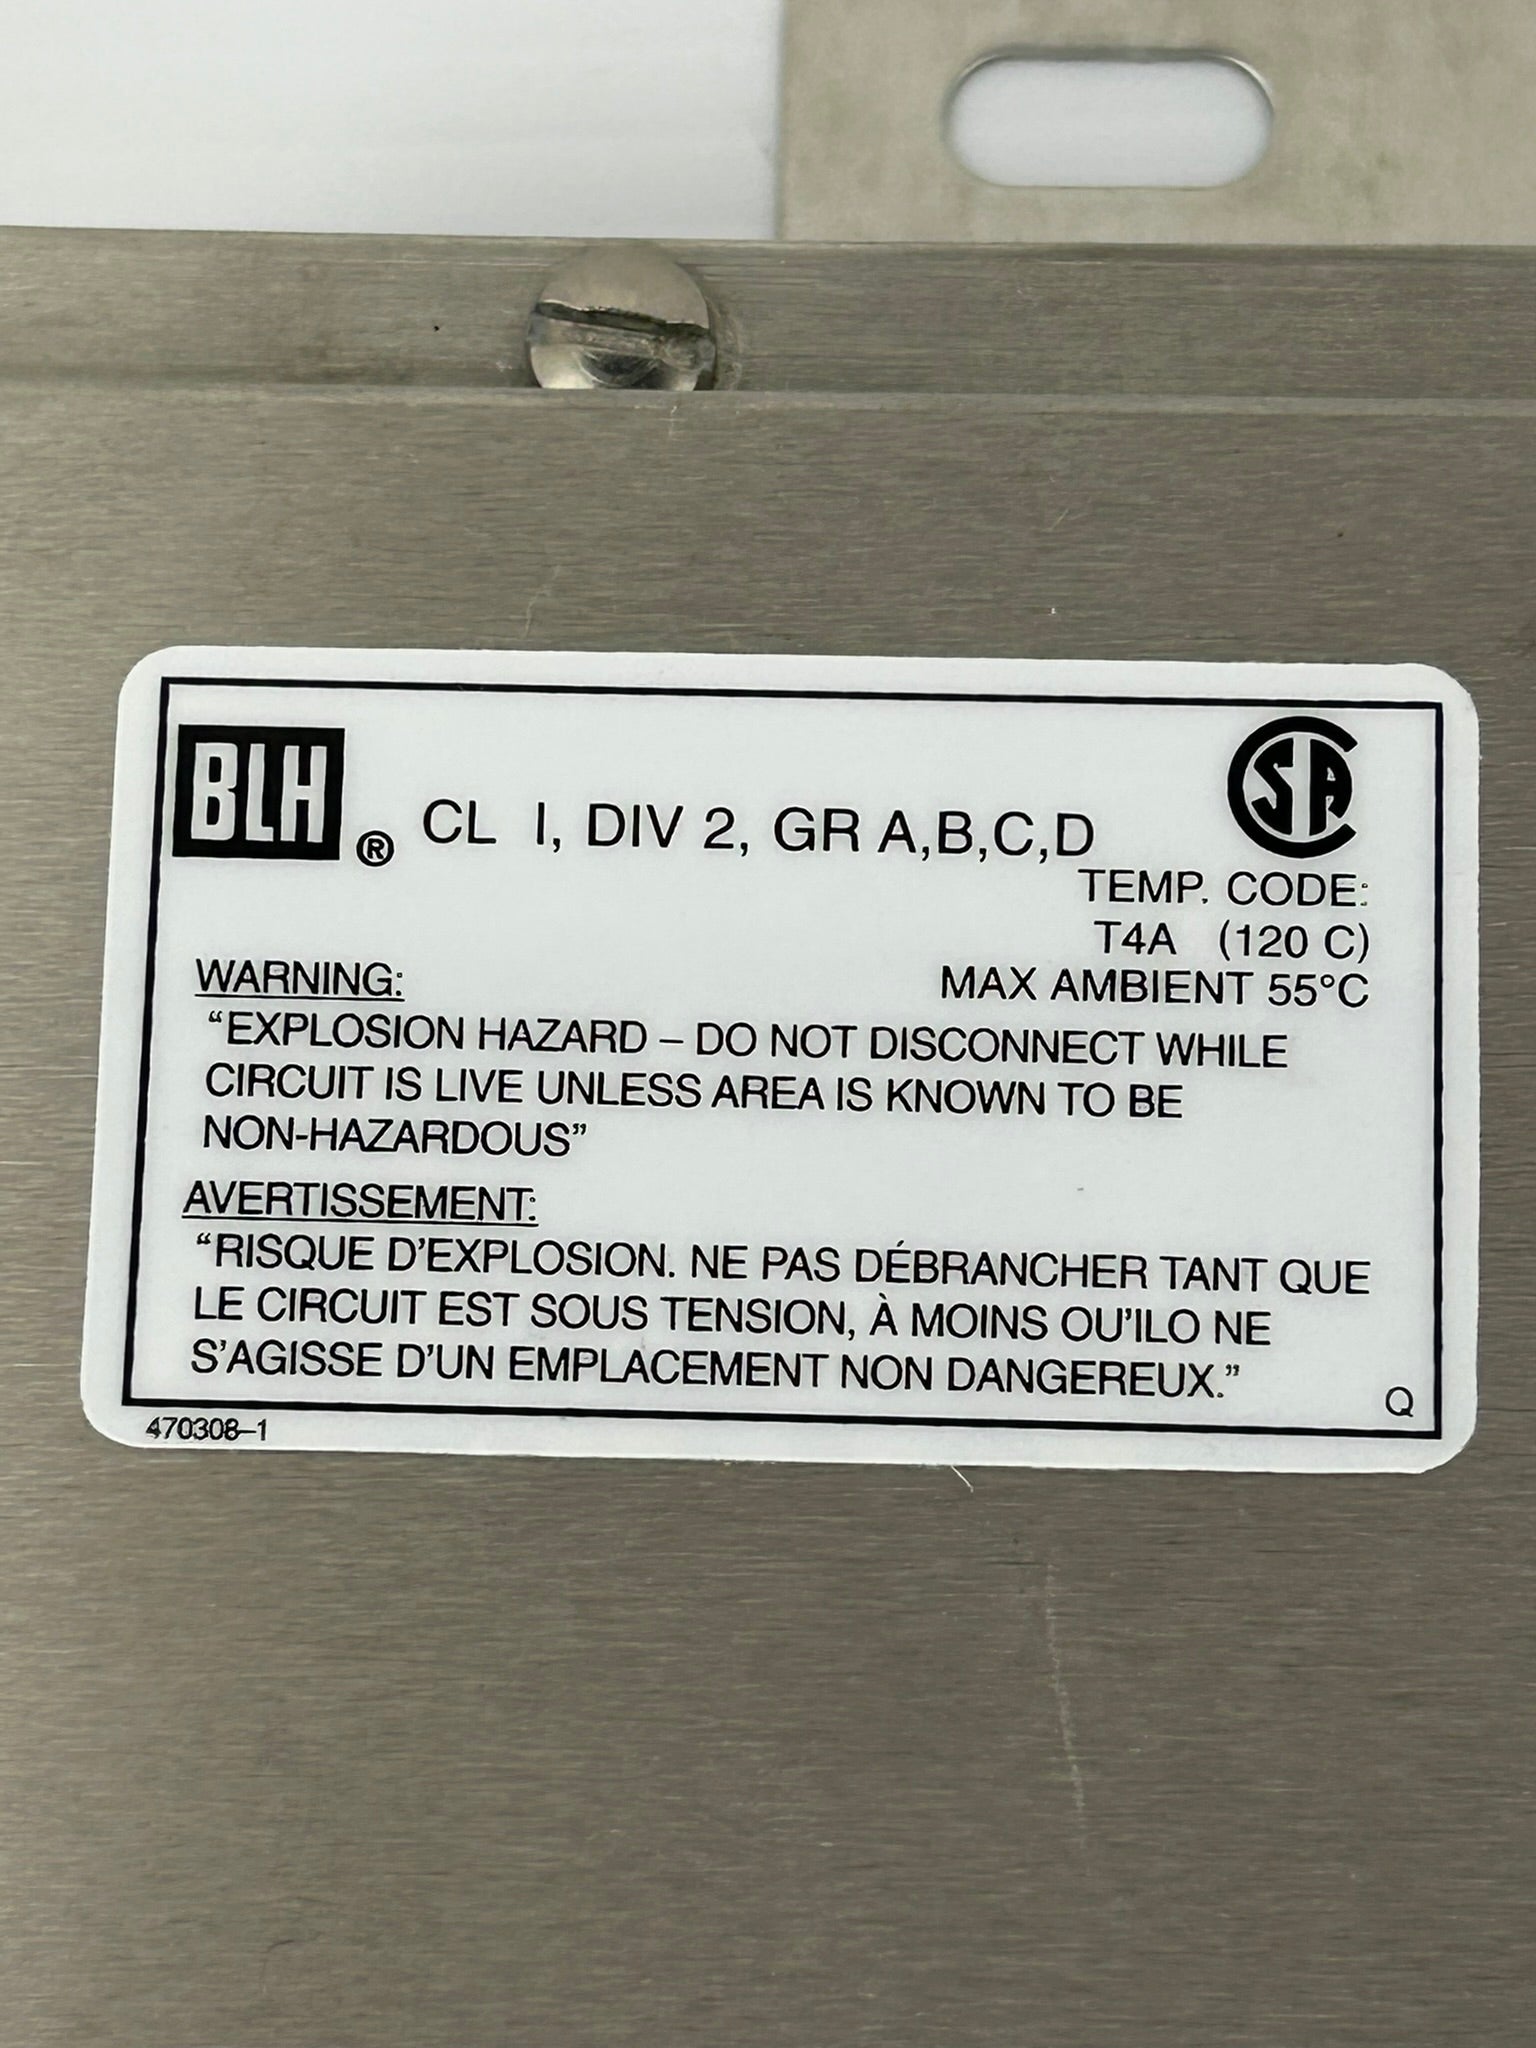 BLH® CL I, DIV 2, GR A,B,C,D
SA
TEMP. CODE:
T4A (120 C)
MAX AMBIENT 55°C
WARNING:
“EXPLOSION HAZARD – DO NOT DISCONNECT WHILE
CIRCUIT IS LIVE UNLESS AREA IS KNOWN TO BE
NON-HAZARDOUS”
AVERTISSEMENT:
“RISQUE D'EXPLOSION. NE PAS DÉBRANCHER TANT QUE
LE CIRCUIT EST SOUS TENSION, À MOINS OU'ILO NE
S'AGISSE D'UN EMPLACEMENT NON DANGEREUX.”
Q
470308–1